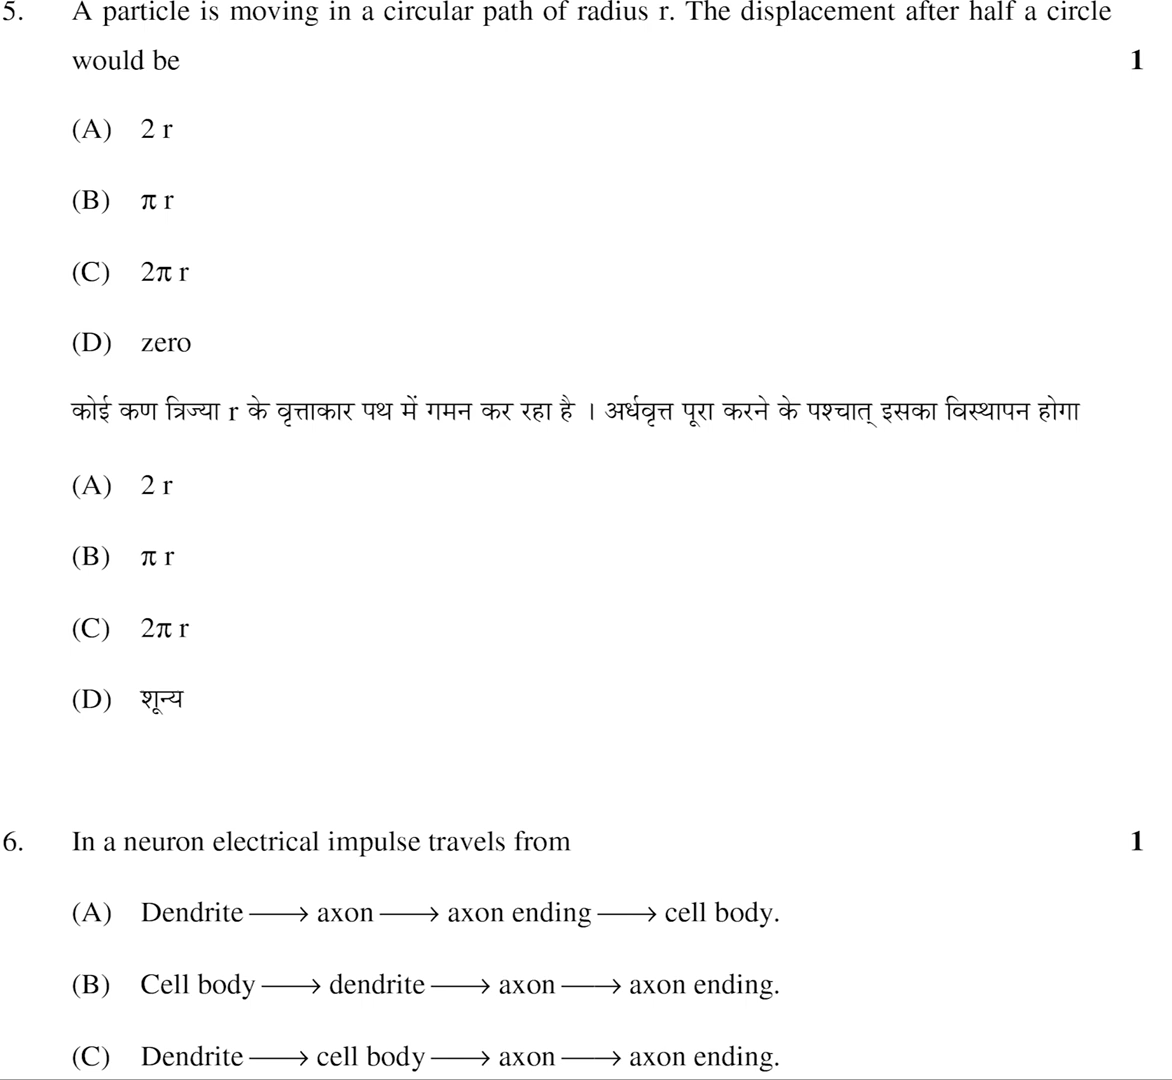 5. A particle is moving in a circular path of radius r. The displacement after half a circle
would be 1
(A) 2 r
(B) π r
(C) 2π r
(D) zero
कोई कण त्रिज्या r के वृत्ताकार पथ में गमन कर रहा है । अर्धवृत्त पूरा करने के पश्चात् इसका विस्थापन होगा
(A) 2 r
(B) π r
(C) 2π r
(D) शून्य
6. In a neuron electrical impulse travels from 1
(A) Dendrite ⟶ axon ⟶ axon ending ⟶ cell body.
(B) Cell body ⟶ dendrite ⟶ axon ⟶ axon ending.
(C) Dendrite ⟶ cell body ⟶ axon ⟶ axon ending.